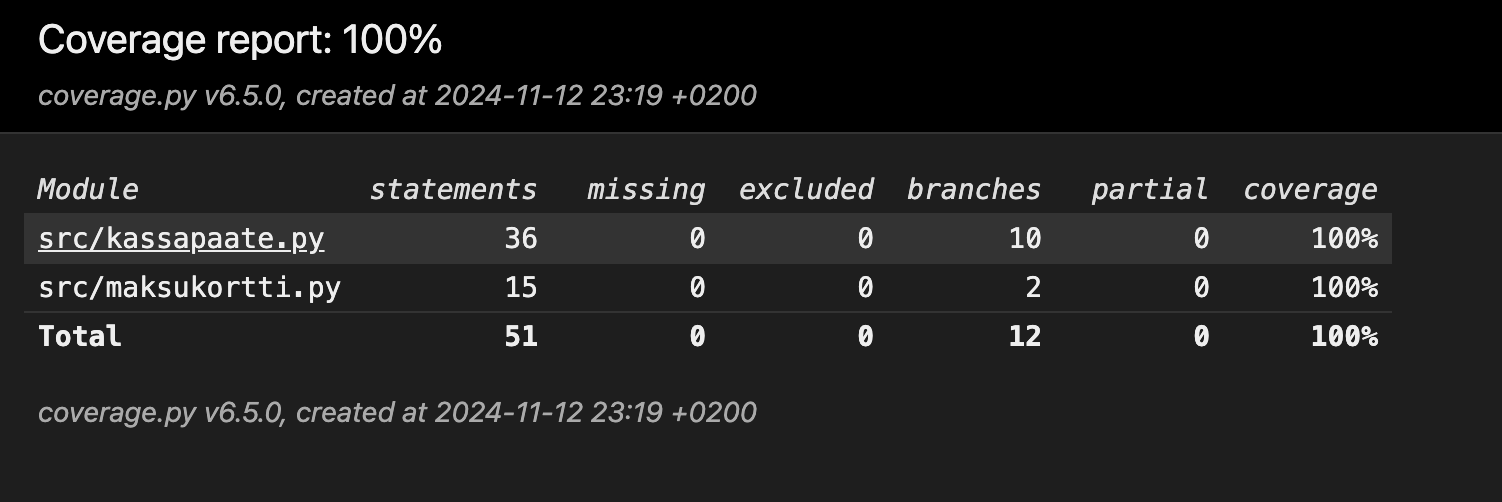 Coverage report: 100%
coverage.py v6.5.0, created at 2024-11-12 23:19 +0200
Module statements missing excluded branches partial coverage
src/kassapaate.py 36 0 0 10 0 100%
src/maksukortti.py 15 0 0 2 0 100%
Total 51 0 0 12 0 100%
coverage.py v6.5.0, created at 2024-11-12 23:19 +0200